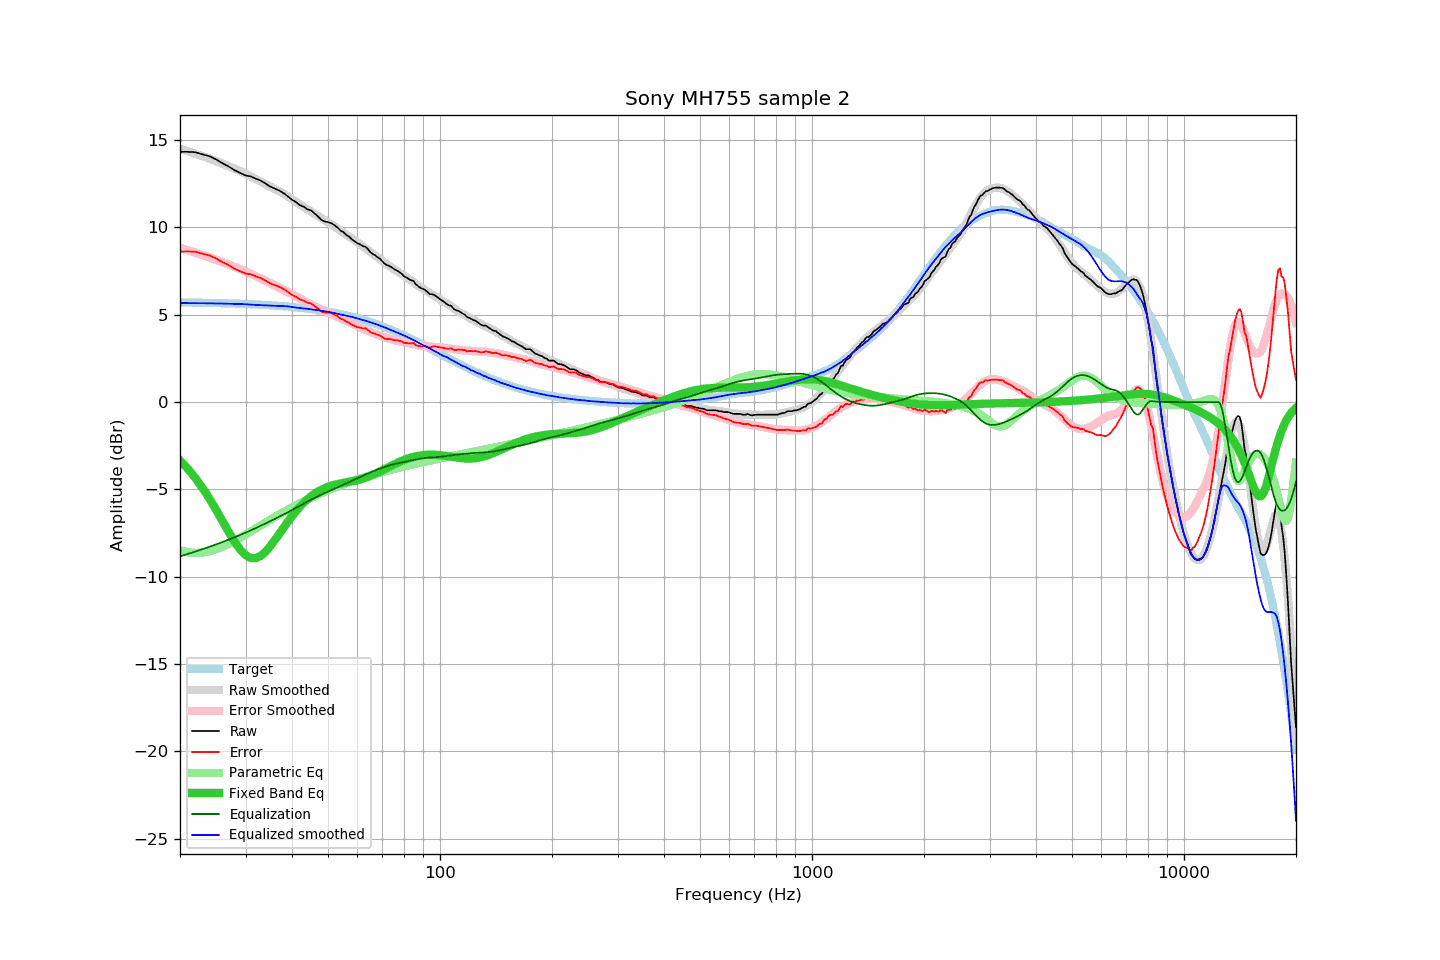 Sony MH755 sample 2
15
10
5
0
−5
−10
−15
−20
−25
Amplitude (dBr)
Target
Raw Smoothed
Error Smoothed
Raw
Error
Parametric Eq
Fixed Band Eq
Equalization
Equalized smoothed
100
1000
10000
Frequency (Hz)